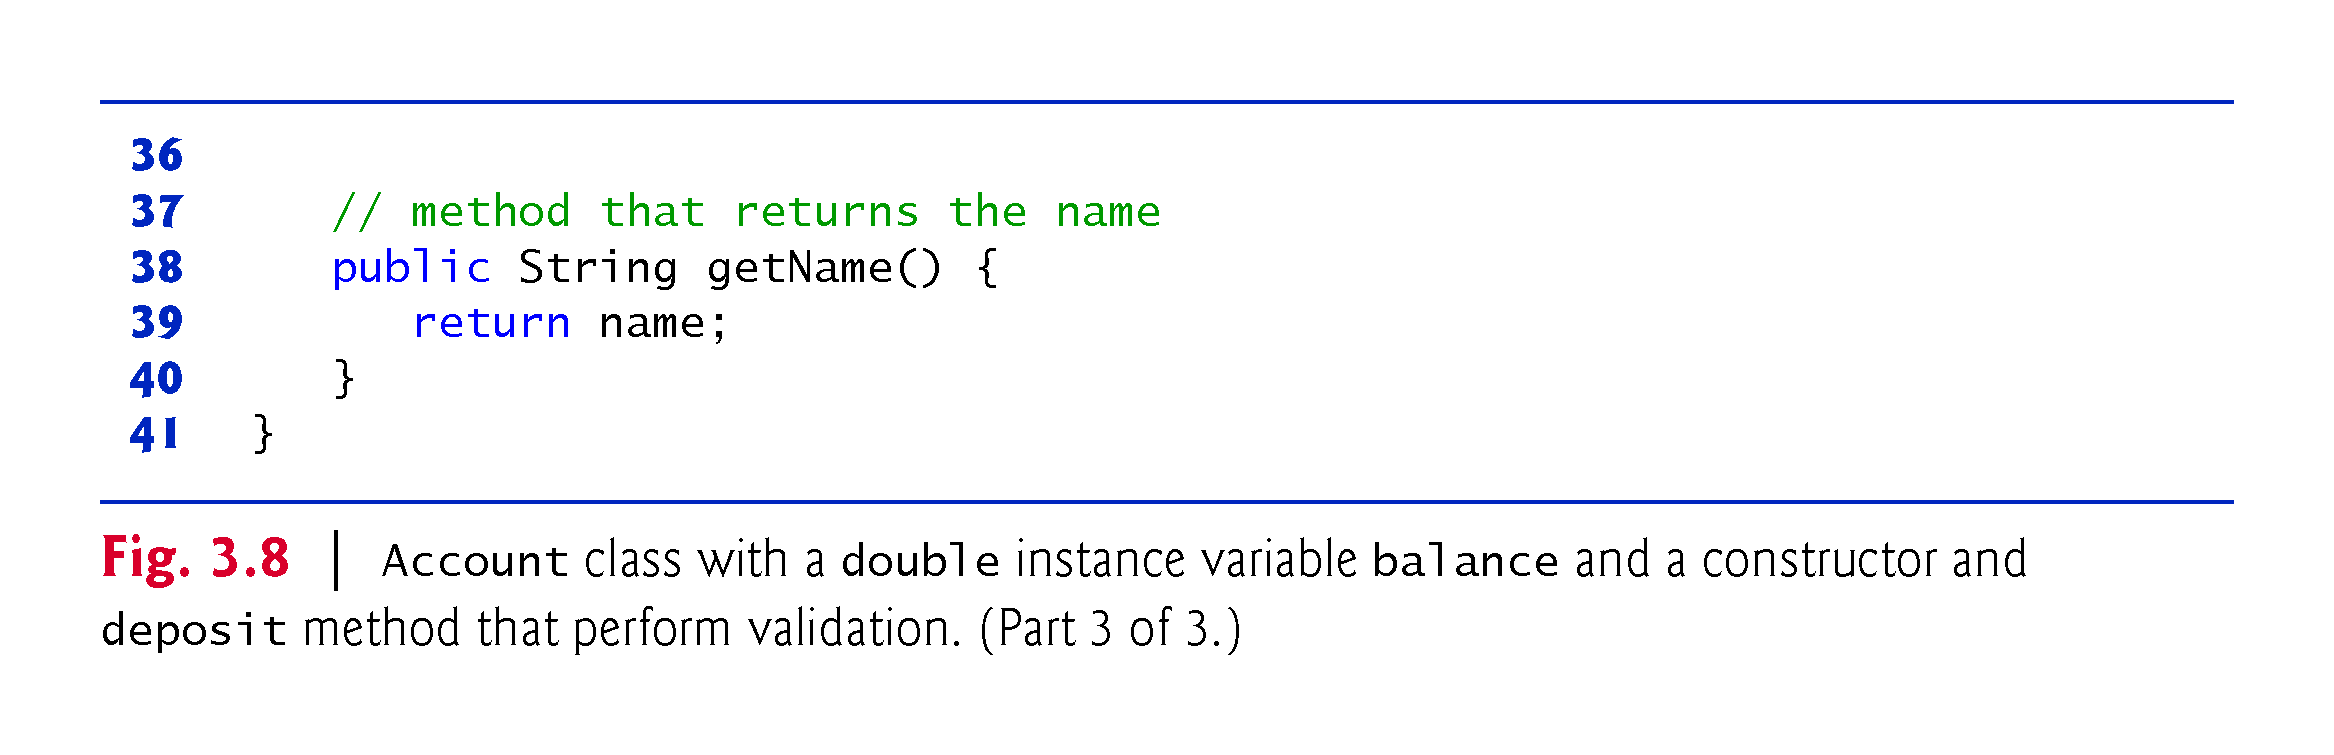 36
37 // method that returns the name
38 public String getName() {
39 return name;
40 }
41 }
Fig. 3.8 | Account class with a double instance variable balance and a constructor and
deposit method that perform validation. (Part 3 of 3.)